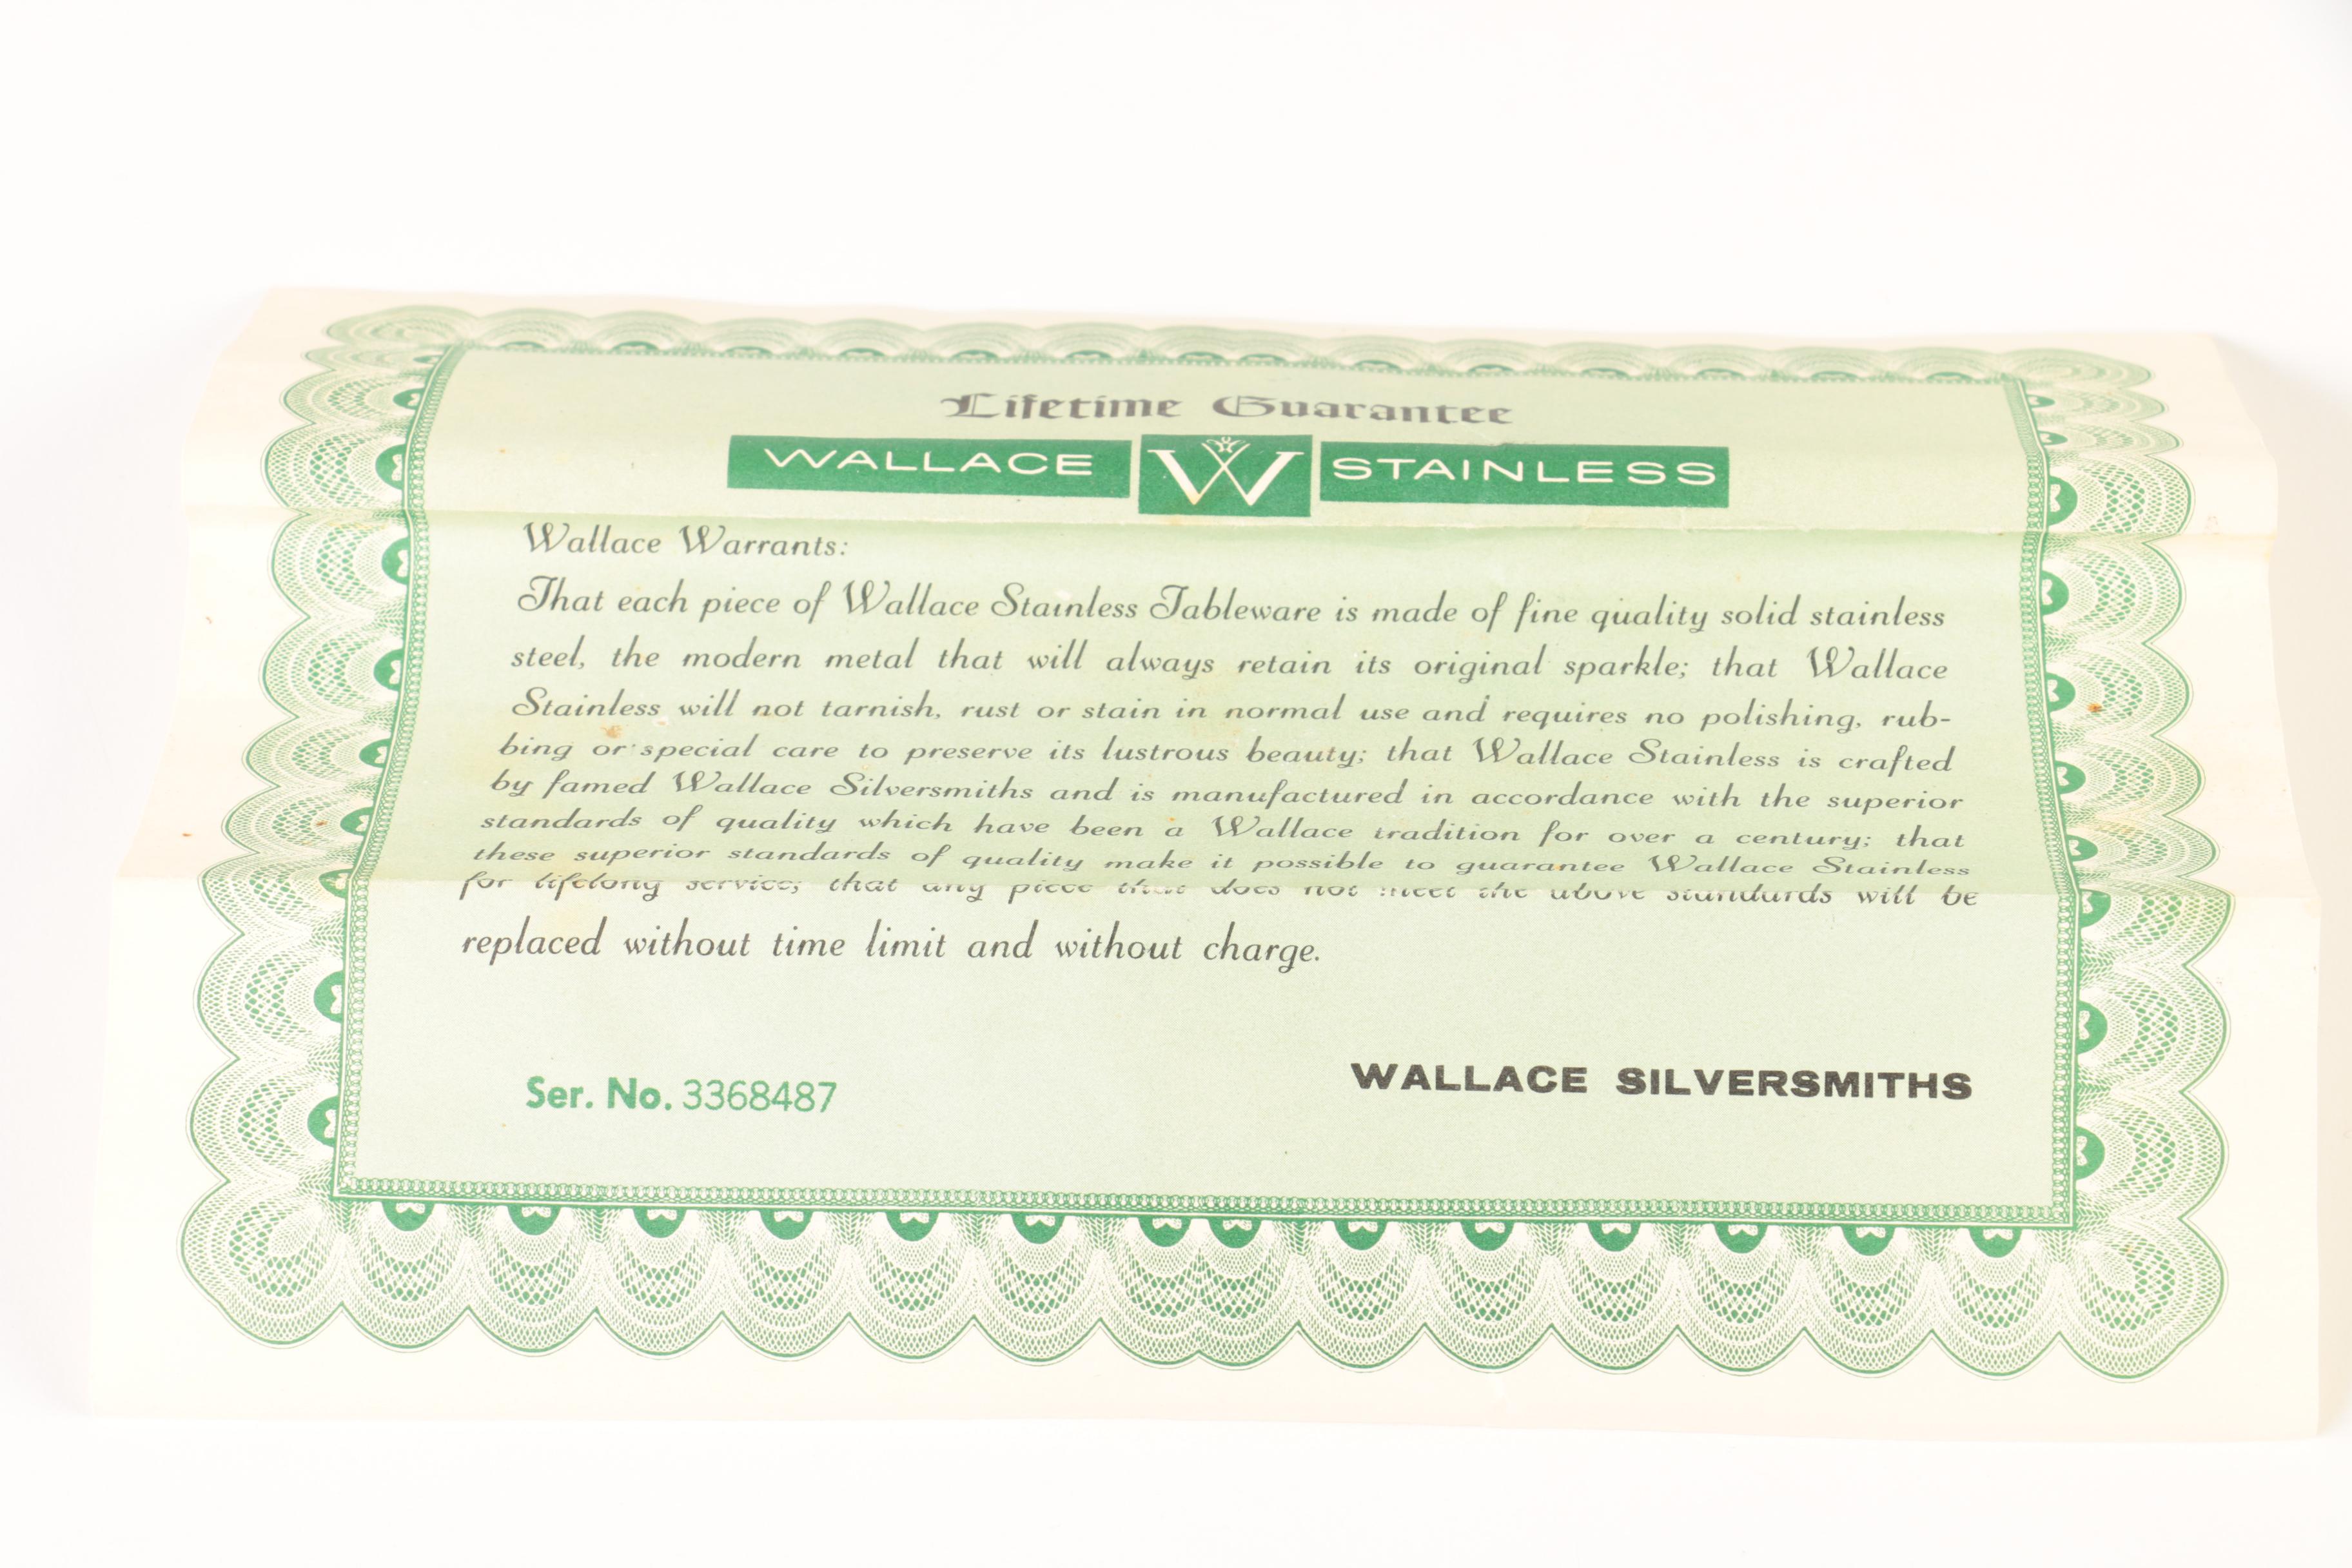 Lifetime Guarantee
WALLACE W STAINLESS
Wallace Warrants:
That each piece of Wallace Stainless Tableware is made of fine quality solid stainless
steel, the modern metal that will always retain its original sparkle; that Wallace
Stainless will not tarnish, rust or stain in normal use and requires no polishing, rub-
bing or special care to preserve its lustrous beauty; that Wallace Stainless is crafted
by famed Wallace Silversmiths and is manufactured in accordance with the superior
standards of quality which have been a Wallace tradition for over a century; that
these superior standards of quality make it possible to guarantee Wallace Stainless
for lifelong service; that any piece that does not meet the above standards will be
replaced without time limit and without charge.
Ser. No. 3368487
WALLACE SILVERSMITHS